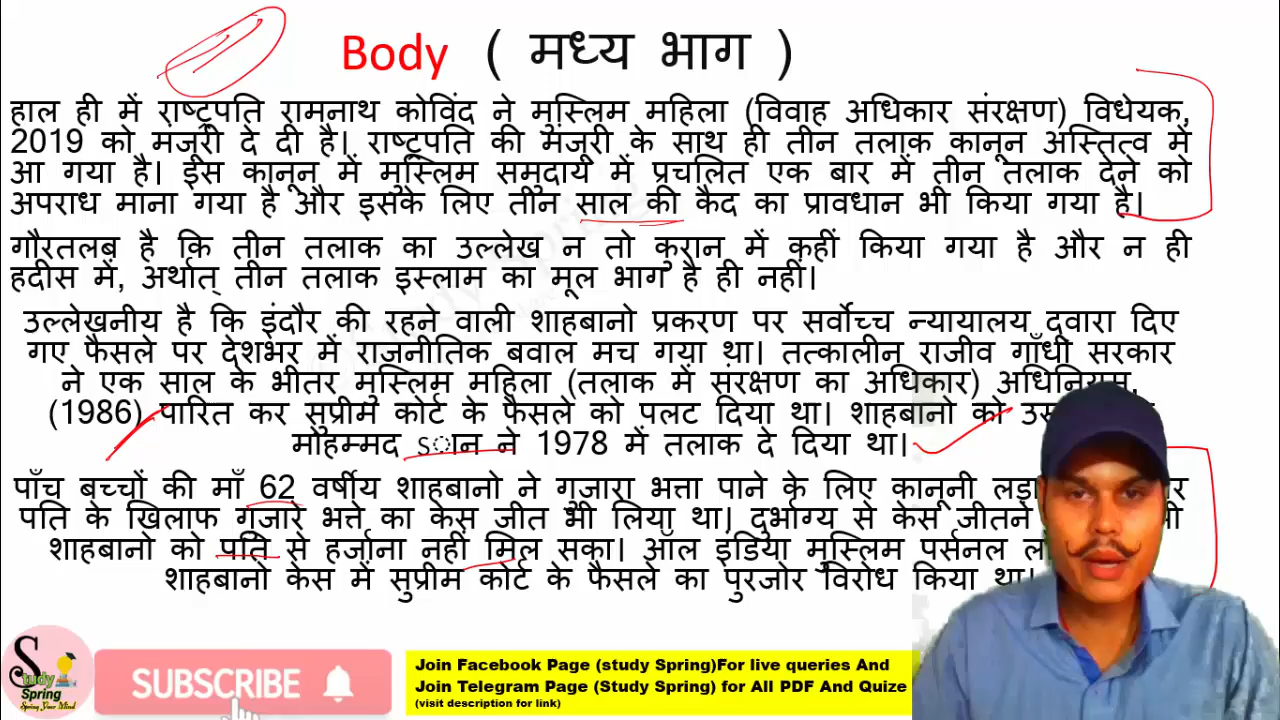 Body ( मध्य भाग )
हाल ही में राष्ट्रपति रामनाथ कोविंद ने मुस्लिम महिला (विवाह अधिकार संरक्षण) विधेयक,
2019 को मंजूरी दे दी है। राष्ट्रपति की मंजूरी के साथ ही तीन तलाक कानून अस्तित्व में
आ गया है। इस कानून में मुस्लिम समुदाय में प्रचलित एक बार में तीन तलाक देने को
अपराध माना गया है और इसके लिए तीन साल की कैद का प्रावधान भी किया गया है।
गौरतलब है कि तीन तलाक का उल्लेख न तो कुरान में कहीं किया गया है और न ही
हदीस में, अर्थात् तीन तलाक इस्लाम का मूल भाग है ही नहीं।
उल्लेखनीय है कि इंदौर की रहने वाली शाहबानो प्रकरण पर सर्वोच्च न्यायालय द्वारा दिए
गए फैसले पर देशभर में राजनीतिक बवाल मच गया था। तत्कालीन राजीव गाँधी सरकार
ने एक साल के भीतर मुस्लिम महिला (तलाक में संरक्षण का अधिकार) अधिनियम,
(1986) पारित कर सुप्रीम कोर्ट के फैसले को पलट दिया था। शाहबानो को
मोहम्मद ऽान ने 1978 में तलाक दे दिया था।
पाँच बच्चों की माँ 62 वर्षीय शाहबानो ने गुजारा भत्ता पाने के लिए कानूनी
पति के खिलाफ गुजारे भत्ते का केस जीत भी लिया था। दुर्भाग्य से केस जीतने
शाहबानो को पति से हर्जाना नहीं मिल सका। ऑल इंडिया मुस्लिम पर्सनल
शाहबानो केस में सुप्रीम कोर्ट के फैसले का पुरजोर विरोध किया था।
Study
Spring
Spring Your Mind
SUBSCRIBE
Join Facebook Page (study Spring)For live queries And
Join Telegram Page (Study Spring) for All PDF And Quize
(visit description for link)